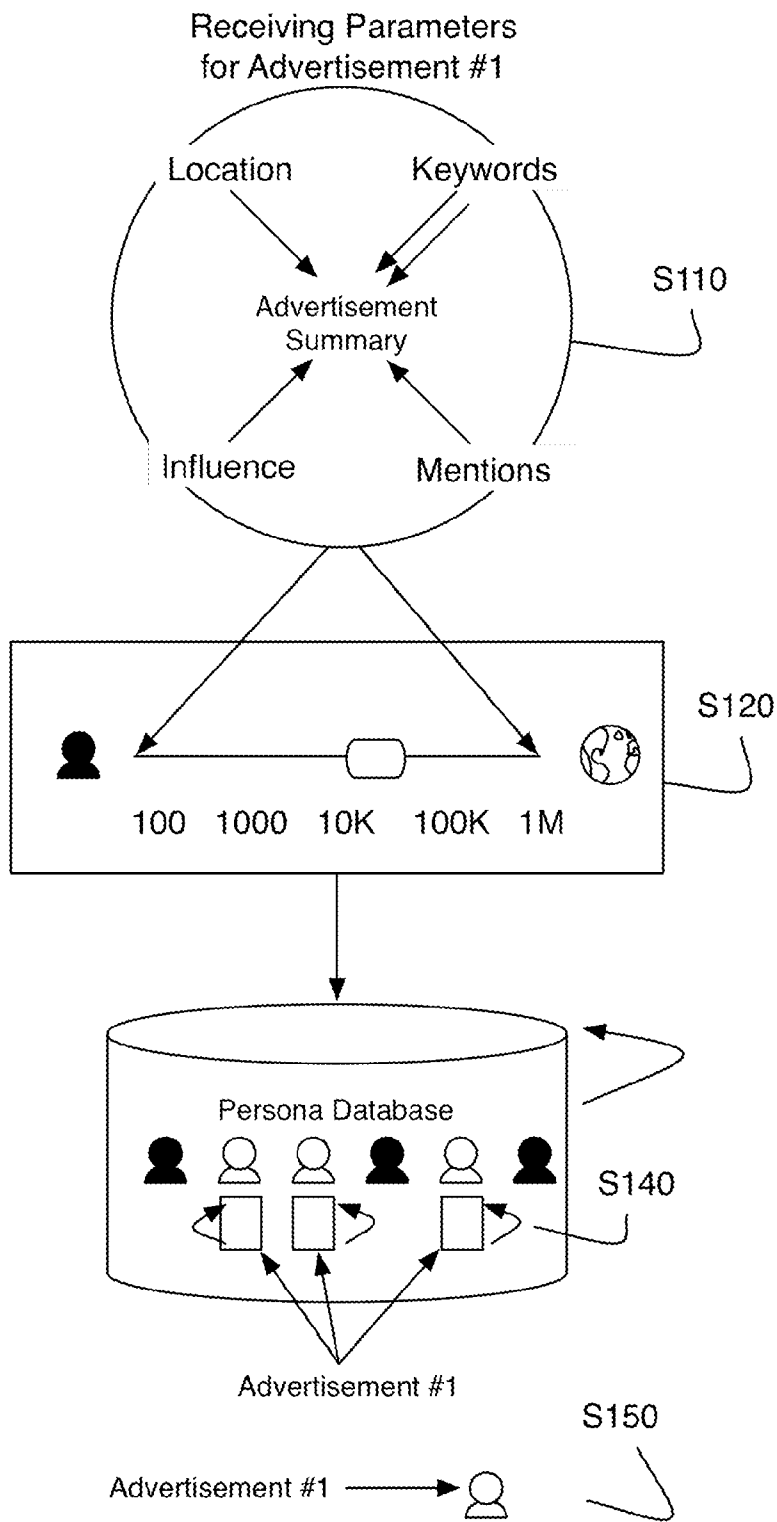 Receiving Parameters
for Advertisement #1
Location
Keywords
S110
Advertisement
Summary
Influence
Mentions
S120
100 1000 10K 100K 1M
Persona Database
S140
Advertisement #1
S150
Advertisement #1